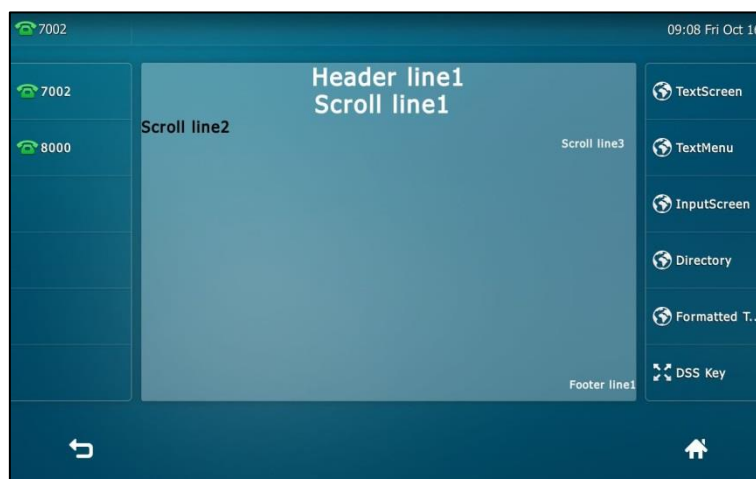 7002
09:08 Fri Oct 10
7002
8000
Header line1
Scroll line1
Scroll line2
Scroll line3
Footer line1
TextScreen
TextMenu
InputScreen
Directory
Formatted T..
DSS Key